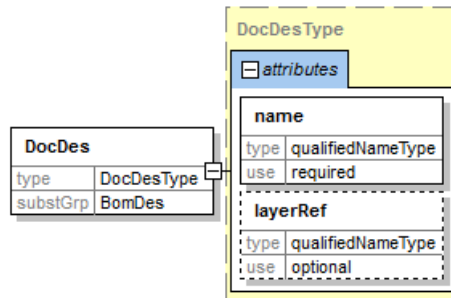 DocDesType
attributes
name
type qualifiedNameType
use required
DocDes
type DocDesType
substGrp BomDes
layerRef
type qualifiedNameType
use optional